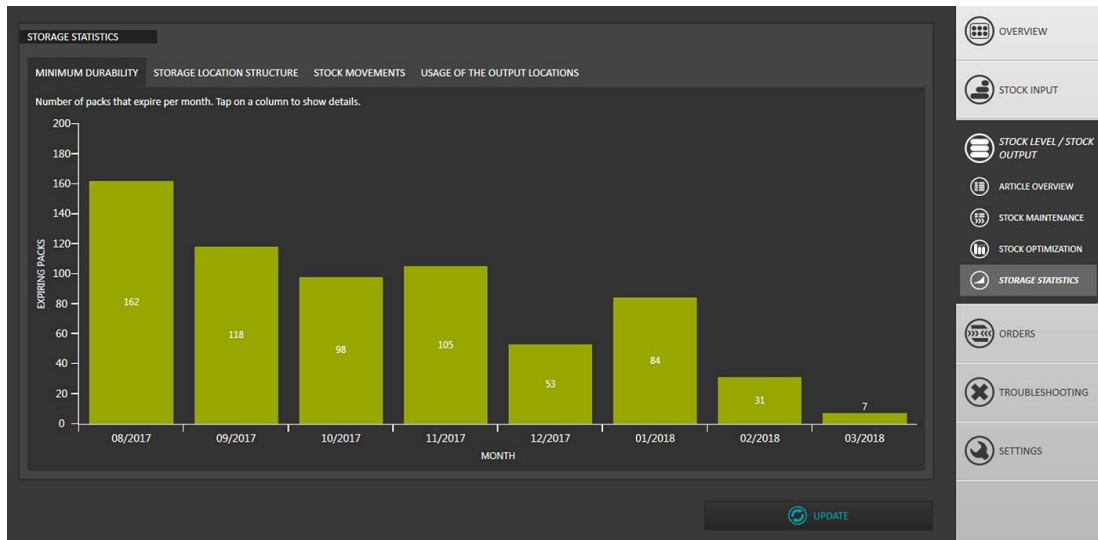 STORAGE STATISTICS
MINIMUM DURABILITY STORAGE LOCATION STRUCTURE STOCK MOVEMENTS USAGE OF THE OUTPUT LOCATIONS
Number of packs that expire per month. Tap on a column to show details.
200
180
160
140
120
100
80
60
40
20
0
EXPIRING PACKS
162
118
98
105
53
84
31
7
08/2017 09/2017 10/2017 11/2017 12/2017 01/2018 02/2018 03/2018
MONTH
UPDATE
OVERVIEW
STOCK INPUT
STOCK LEVEL / STOCK
OUTPUT
ARTICLE OVERVIEW
STOCK MAINTENANCE
STOCK OPTIMIZATION
STORAGE STATISTICS
ORDERS
TROUBLESHOOTING
SETTINGS